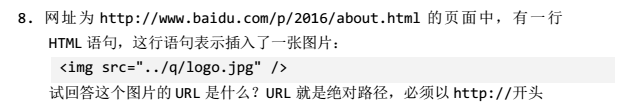 8. 网址为 http://www.baidu.com/p/2016/about.html 的页面中，有一行
HTML 语句，这行语句表示插入了一张图片：
<img src="../q/logo.jpg" />
试回答这个图片的 URL 是什么？URL 就是绝对路径，必须以 http://开头